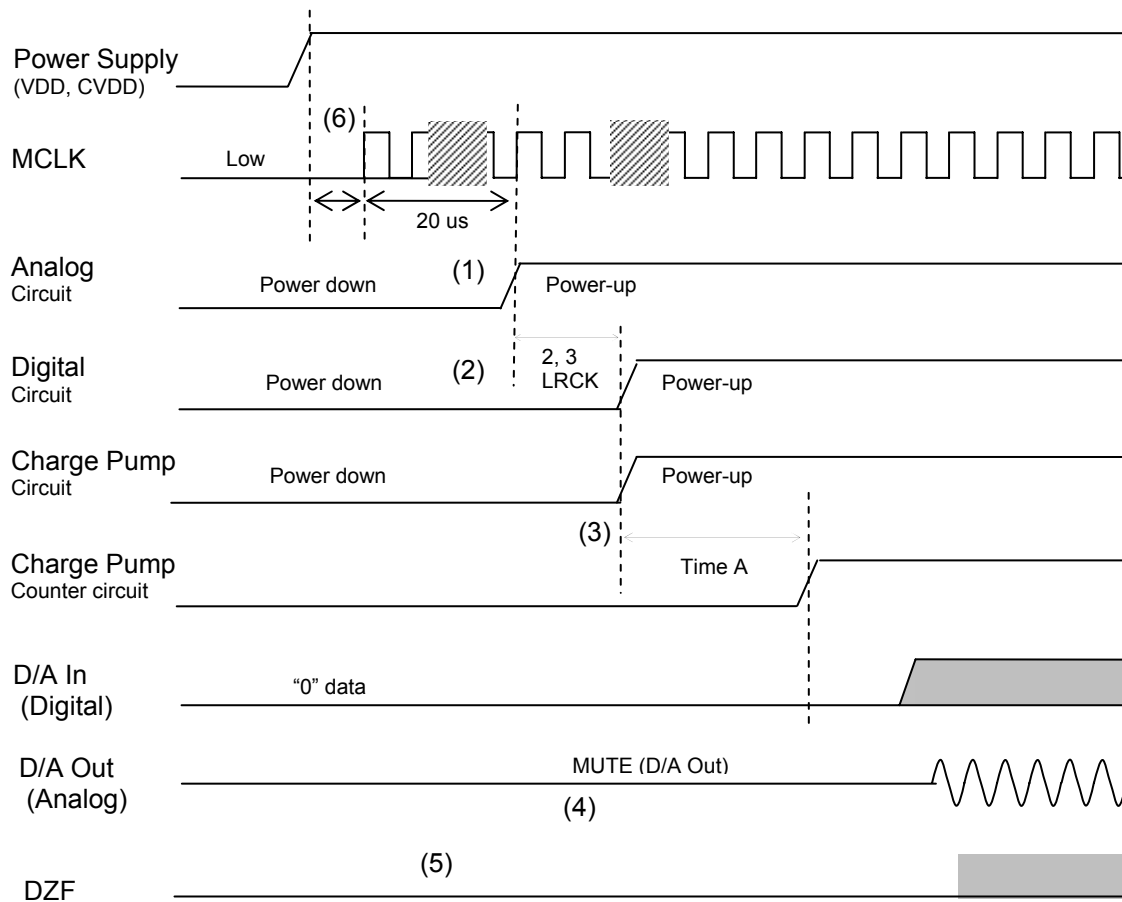 Power Supply
(VDD, CVDD)
(6)
MCLK
Low
20 us
Analog
Circuit
Power down
(1)
Power-up
Digital
Circuit
Power down
(2)
2, 3
LRCK
Power-up
Charge Pump
Circuit
Power down
Power-up
(3)
Charge Pump
Counter circuit
Time A
D/A In
(Digital)
“0” data
D/A Out
(Analog)
MUTE (D/A Out)
(4)
(5)
DZF